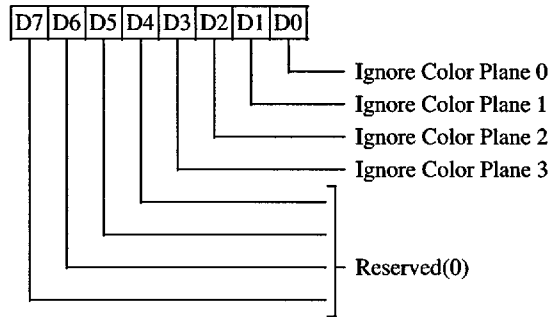 D7 D6 D5 D4 D3 D2 D1 D0
Ignore Color Plane 0
Ignore Color Plane 1
Ignore Color Plane 2
Ignore Color Plane 3
Reserved(0)